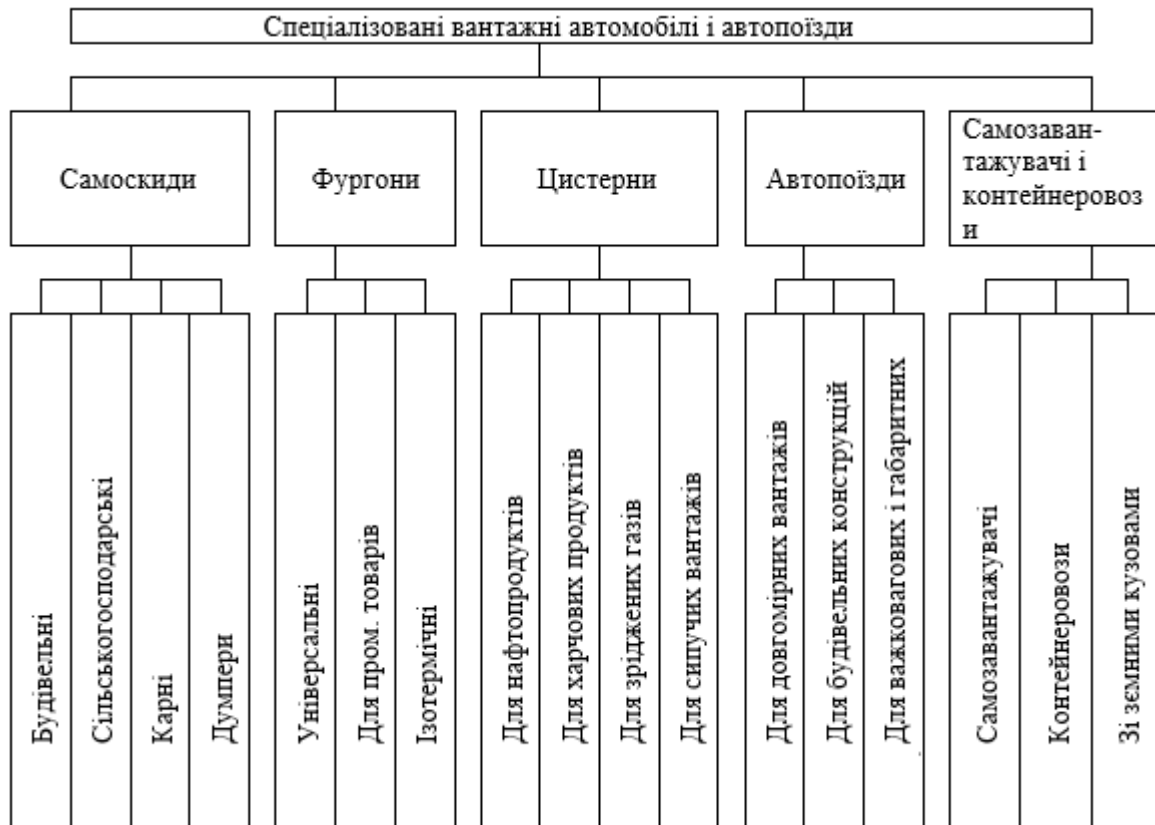 Спеціалізовані вантажні автомобілі і автопоїзди
Самоскиди
Фургони
Цистерни
Автопоїзди
Самозаван-
тажувачі і
контейнеровоз
и
Будівельні
Сільськогосподарські
Карні
Думпери
Універсальні
Для пром. товарів
Ізотермічні
Для нафтопродуктів
Для харчових продуктів
Для зріджених газів
Для сипучих вантажів
Для довгомірних вантажів
Для будівельних конструкцій
Для важковагових і габаритних
Самозавантажувачі
Контейнеровози
Зі зємними кузовами